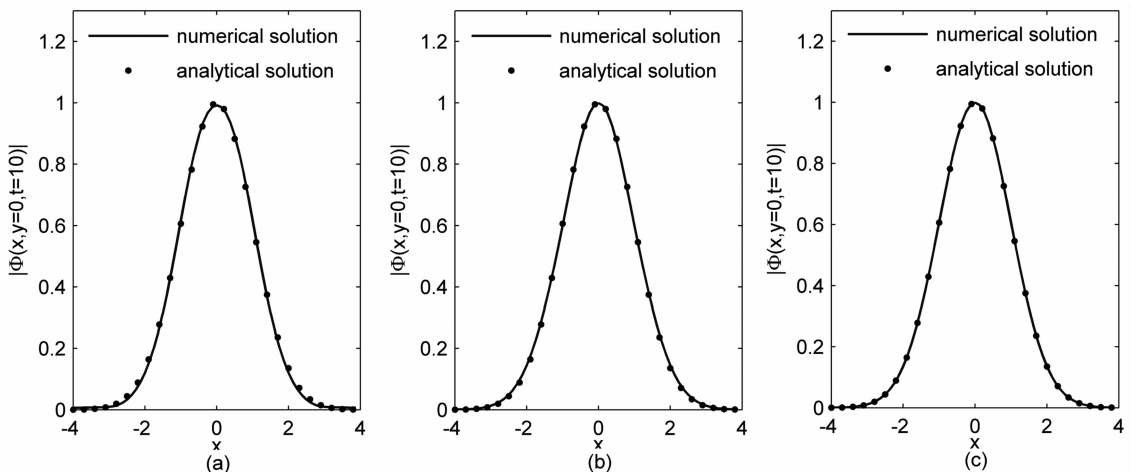 numerical solution
analytical solution
|Φ(x,y=0,t=10)|
1.2
1
0.8
0.6
0.4
0.2
0
-4
-2
0
2
4
x
(a)
numerical solution
analytical solution
|Φ(x,y=0,t=10)|
1.2
1
0.8
0.6
0.4
0.2
0
-4
-2
0
2
4
x
(b)
numerical solution
analytical solution
|Φ(x,y=0,t=10)|
1.2
1
0.8
0.6
0.4
0.2
0
-4
-2
0
2
4
x
(c)